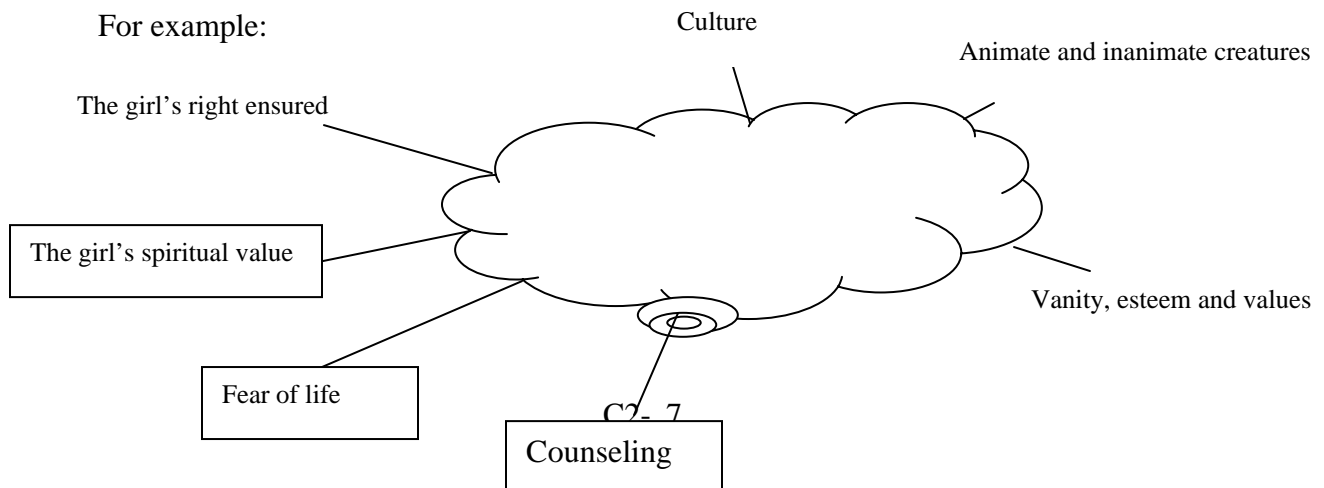 For example:
Culture
Animate and inanimate creatures
The girl's right ensured
The girl's spiritual value
Vanity, esteem and values
Fear of life
C2- 7
Counseling